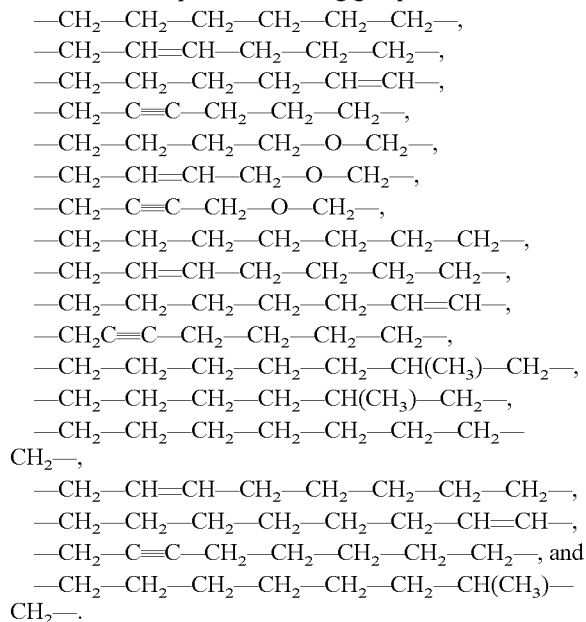 —CH₂—CH₂—CH₂—CH₂—CH₂—CH₂—,
—CH₂—CH=CH—CH₂—CH₂—CH₂—,
—CH₂—CH₂—CH₂—CH₂—CH=CH—,
—CH₂—C≡C—CH₂—CH₂—CH₂—,
—CH₂—CH₂—CH₂—CH₂—O—CH₂—,
—CH₂—CH=CH—CH₂—O—CH₂—,
—CH₂—C≡C—CH₂—O—CH₂—,
—CH₂—CH₂—CH₂—CH₂—CH₂—CH₂—CH₂—,
—CH₂—CH=CH—CH₂—CH₂—CH₂—CH₂—,
—CH₂—CH₂—CH₂—CH₂—CH₂—CH=CH—,
—CH₂C≡C—CH₂—CH₂—CH₂—CH₂—,
—CH₂—CH₂—CH₂—CH₂—CH₂—CH(CH₃)—CH₂—,
—CH₂—CH₂—CH₂—CH₂—CH(CH₃)—CH₂—,
—CH₂—CH₂—CH₂—CH₂—CH₂—CH₂—CH₂—
CH₂—,
—CH₂—CH=CH—CH₂—CH₂—CH₂—CH₂—CH₂—,
—CH₂—CH₂—CH₂—CH₂—CH₂—CH₂—CH=CH—,
—CH₂—C≡C—CH₂—CH₂—CH₂—CH₂—CH₂—, and
—CH₂—CH₂—CH₂—CH₂—CH₂—CH₂—CH(CH₃)—
CH₂—.